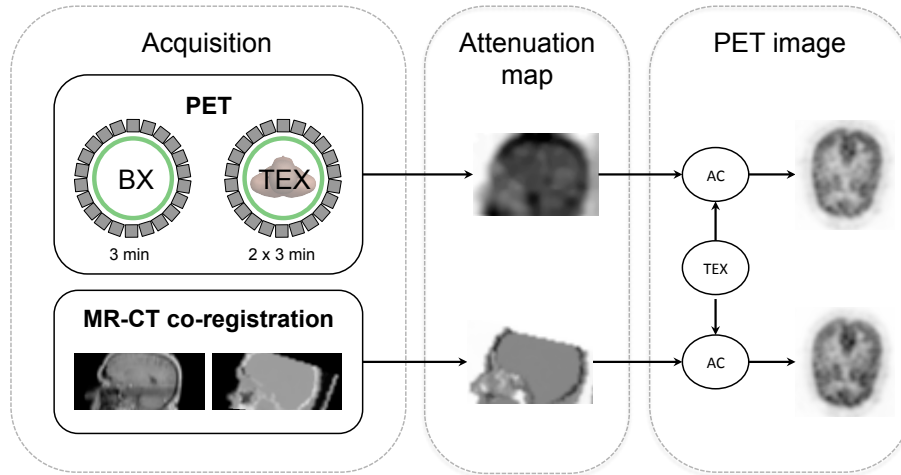 Acquisition
Attenuation
map
PET image
PET
BX
TEX
3 min
2 x 3 min
MR-CT co-registration
AC
TEX
AC